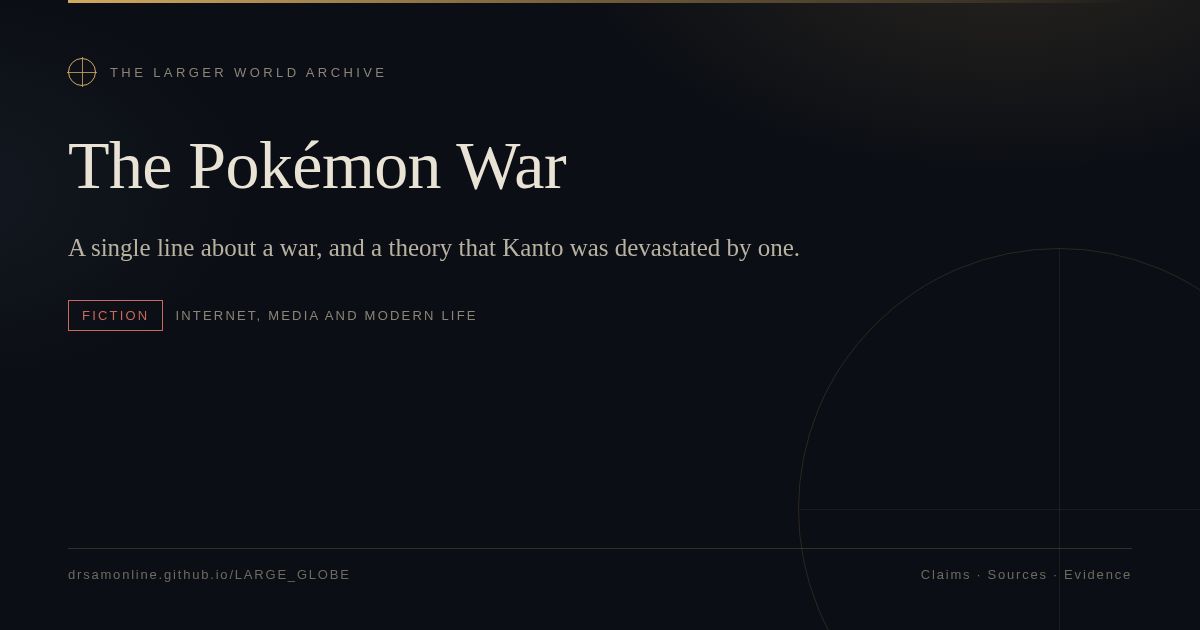 THE LARGER WORLD ARCHIVE
The Pokémon War
A single line about a war, and a theory that Kanto was devastated by one.
FICTION INTERNET, MEDIA AND MODERN LIFE
drsamonline.github.io/LARGE_GLOBE Claims · Sources · Evidence